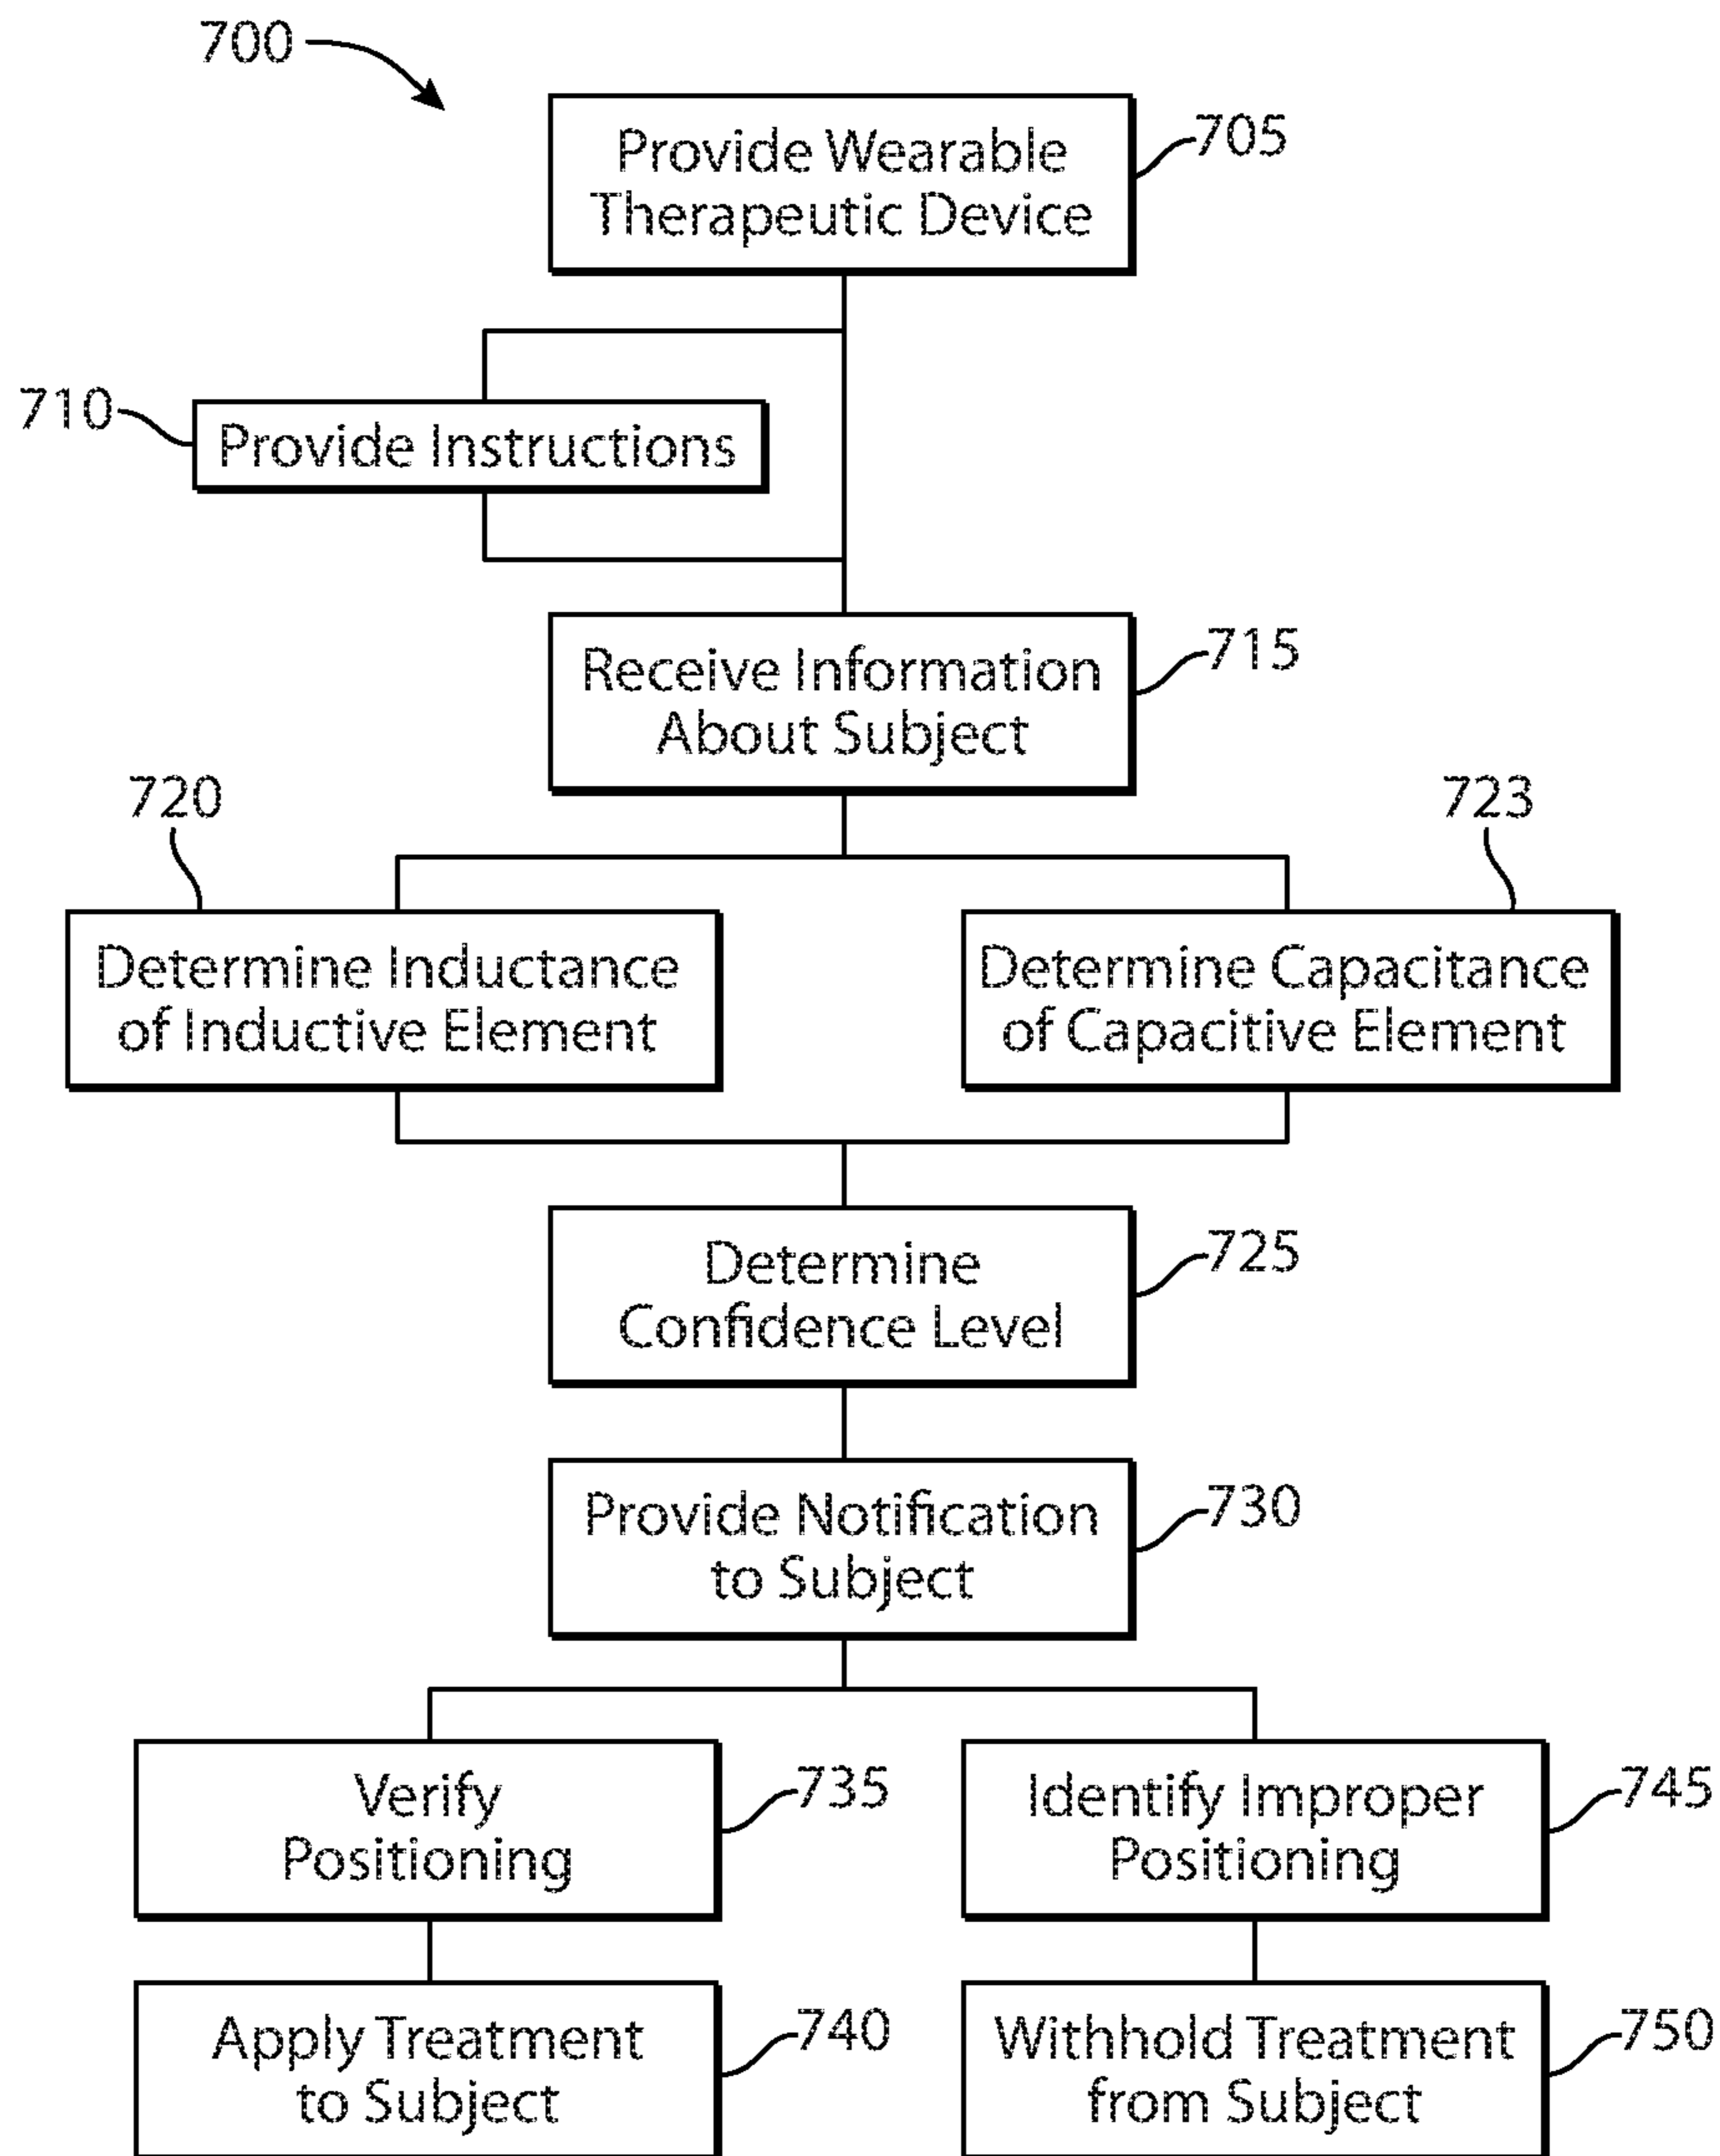 700
Provide Wearable
Therapeutic Device
705
710
Provide Instructions
Receive Information
About Subject
715
720
723
Determine Inductance
of Inductive Element
Determine Capacitance
of Capacitive Element
Determine
Confidence Level
725
Provide Notification
to Subject
730
Verify
Positioning
735
Identify Improper
Positioning
745
Apply Treatment
to Subject
740
Withhold Treatment
from Subject
750